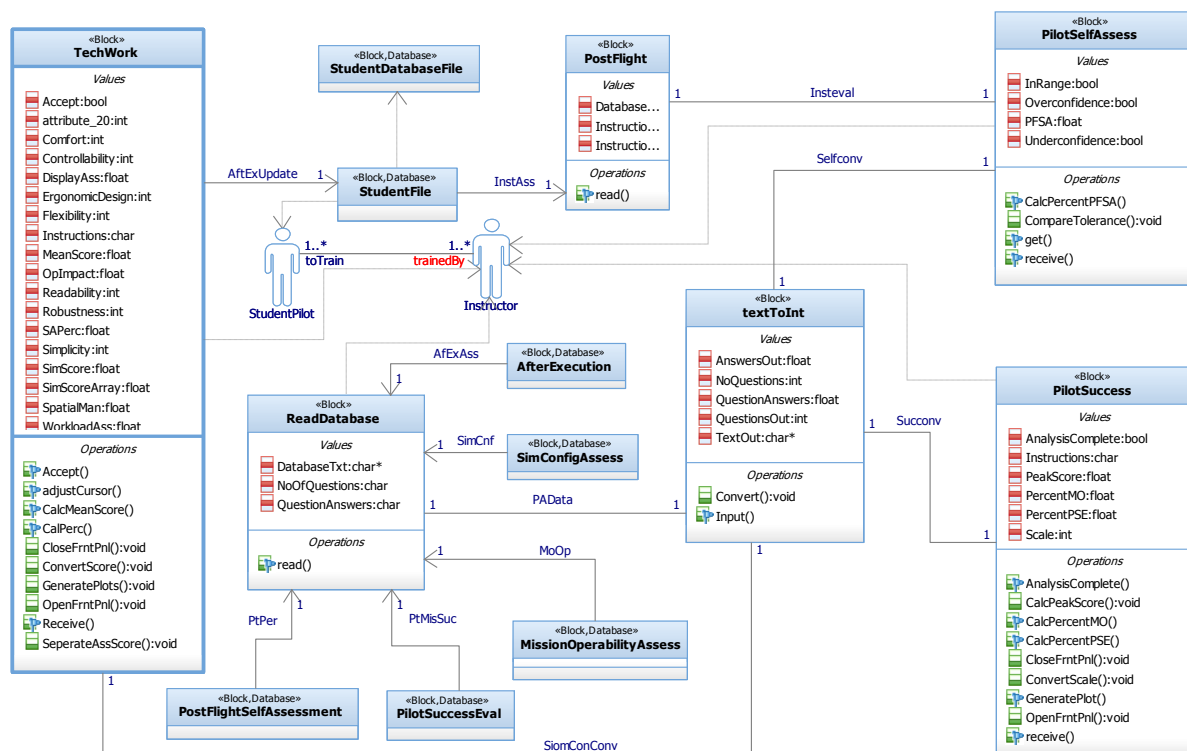 «Block»
TechWork
Values
Accept:bool
attribute_20:int
Comfort:int
Controllability:int
DisplayAss:float
ErgonomicDesign:int
Flexibility:int
Instructions:char
MeanScore:float
OpImpact:float
Readability:int
Robustness:int
SAPerc:float
Simplicity:int
SimScore:float
SimScoreArray:float
SpatialMan:float
WorkloadAss:float
Operations
Accept()
adjustCursor()
CalcMeanScore()
CalPerc()
CloseFrntPnl():void
ConvertScore():void
GeneratePlots():void
OpenFrntPnl():void
Receive()
SeperateAssScore():void
1
«Block,Database»
StudentDatabaseFile
AftExUpdate
1
«Block,Database»
StudentFile
InstAss
1
«Block»
PostFlight
Values
Database...
Instructio...
Instructio...
Operations
read()
1
Insteval
1
«Block»
PilotSelfAssess
Values
InRange:bool
Overconfidence:bool
PFSA:float
Underconfidence:bool
Operations
CalcPercentPFSA()
CompareTolerance():void
get()
receive()
Selfconv
1
1
1..*
toTrain
1..*
trainedBy
StudentPilot
Instructor
«Block»
textToInt
Values
AnswersOut:float
NoQuestions:int
QuestionAnswers:float
QuestionsOut:int
TextOut:char*
Operations
Convert():void
Input()
1
Succonv
1
1
AfExAss
1
«Block,Database»
AfterExecution
«Block»
ReadDatabase
Values
DatabaseTxt:char*
NoOfQuestions:char
QuestionAnswers:char
Operations
read()
1
SimCnf
«Block,Database»
SimConfigAssess
1
PAData
1
1
MoOp
«Block,Database»
MissionOperabilityAssess
PtPer
1
PtMisSuc
1
«Block,Database»
PostFlightSelfAssessment
«Block,Database»
PilotSuccessEval
«Block»
PilotSuccess
Values
AnalysisComplete:bool
Instructions:char
PeakScore:float
PercentMO:float
PercentPSE:float
Scale:int
Operations
AnalysisComplete()
CalcPeakScore():void
CalcPercentMO()
CalcPercentPSE()
CloseFrntPnl():void
ConvertScale():void
GeneratePlot()
OpenFrntPnl():void
receive()
SiomConConv